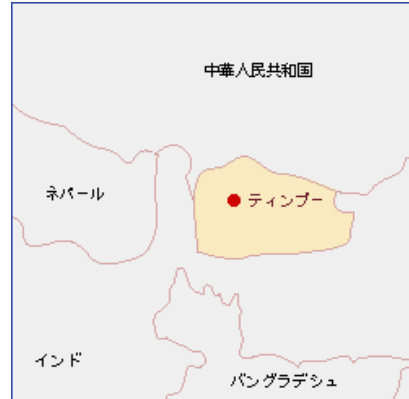 中華人民共和国
ネパール
ティンプー
インド
バングラデシュ